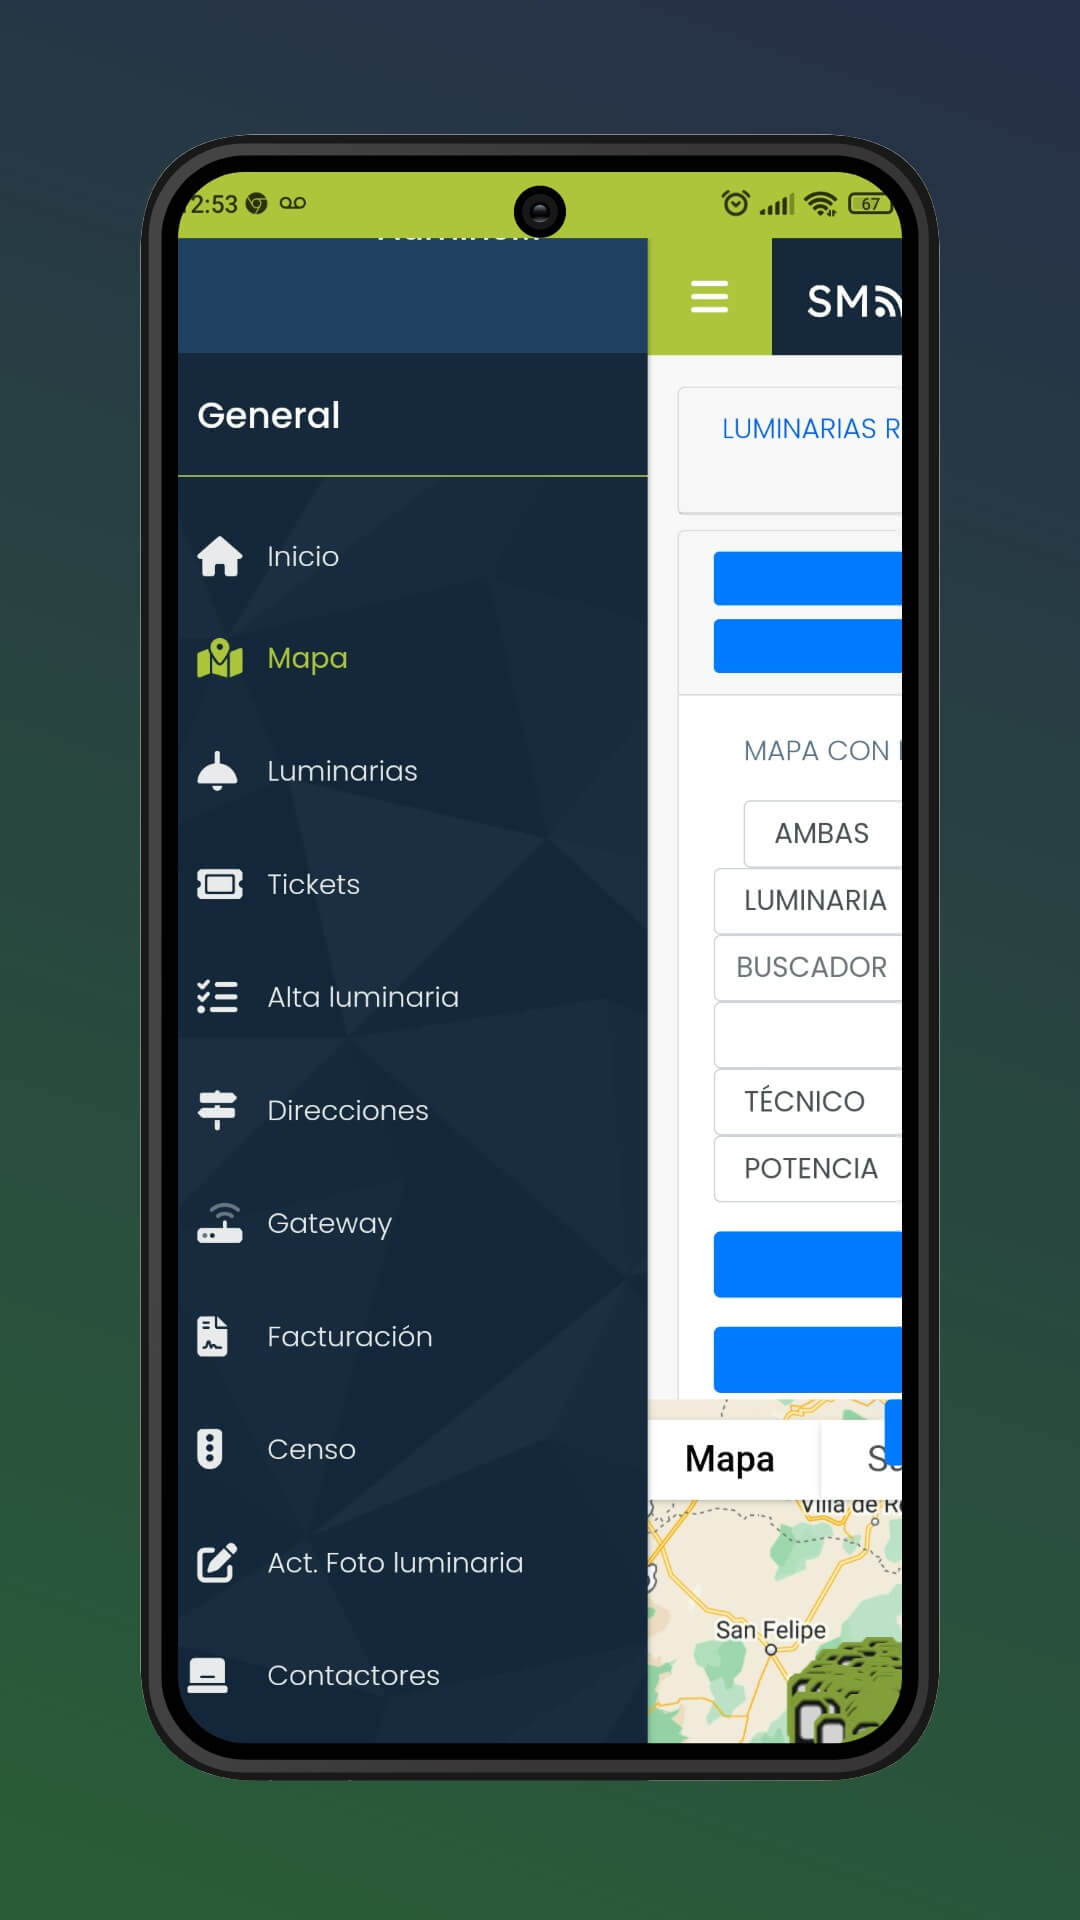 2:53
67
SM
General
LUMINARIAS R
Inicio
Mapa
MAPA CON
Luminarias
AMBAS
Tickets
LUMINARIA
BUSCADOR
Alta luminaria
Direcciones
TÉCNICO
POTENCIA
Gateway
Facturación
Censo
Mapa
Villa de R
Act. Foto luminaria
San Felipe
Contactores